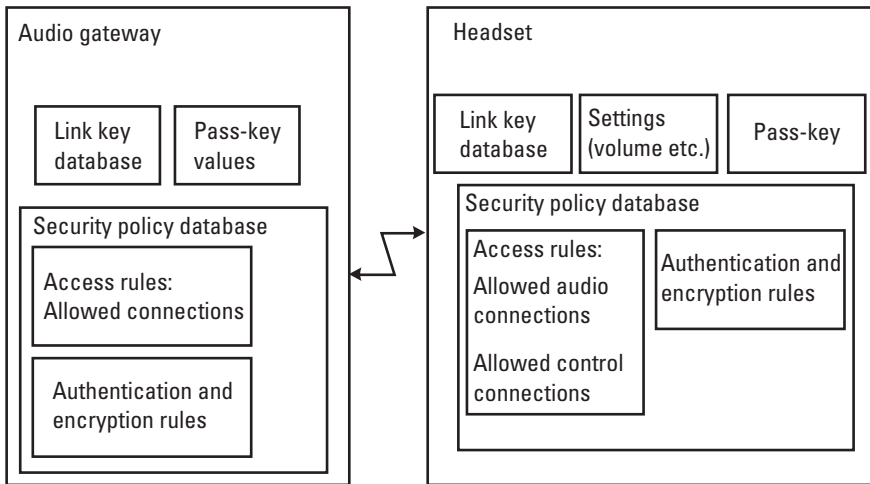 Audio gateway
Link key
database
Pass-key
values
Security policy database
Access rules:
Allowed connections
Authentication and
encryption rules
Headset
Link key
database
Settings
(volume etc.)
Pass-key
Security policy database
Access rules:
Allowed audio
connections
Allowed control
connections
Authentication and
encryption rules